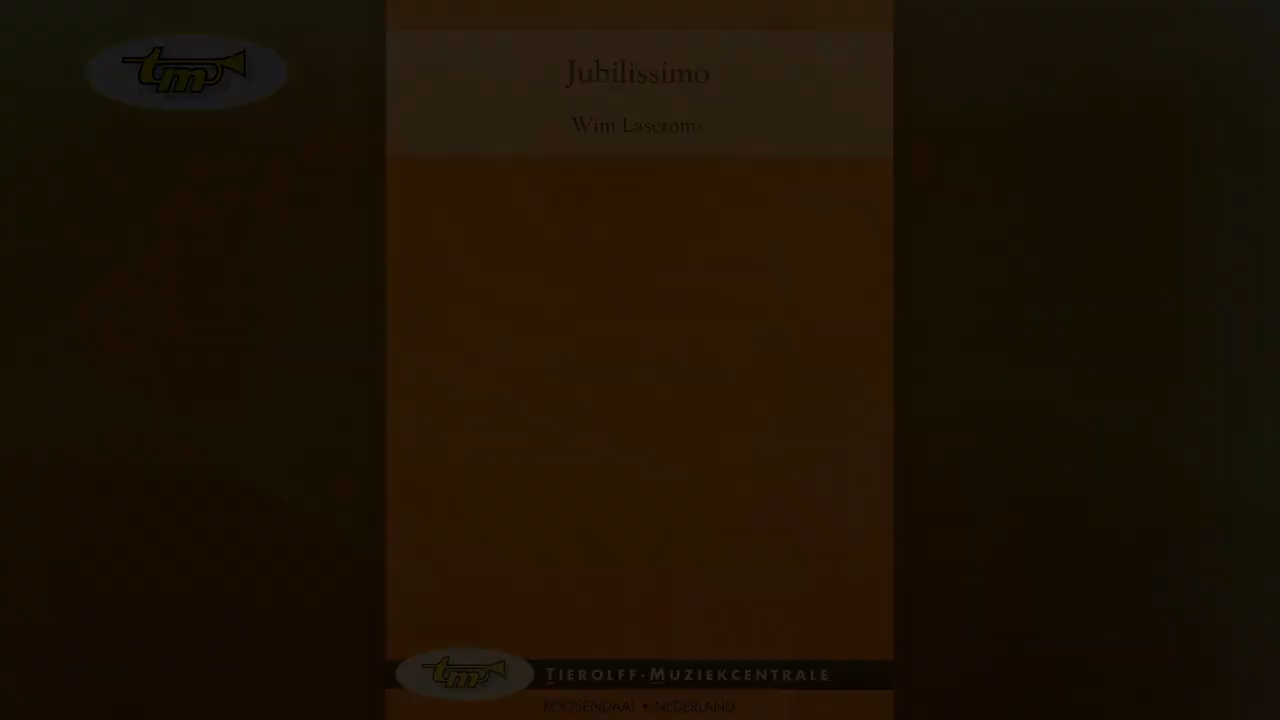 tm
Jubilissimo
Wim Laseroms
tm
TIEROLFF-MUZIEKCENTRALE
ROOSENDAAL • NEDERLAND